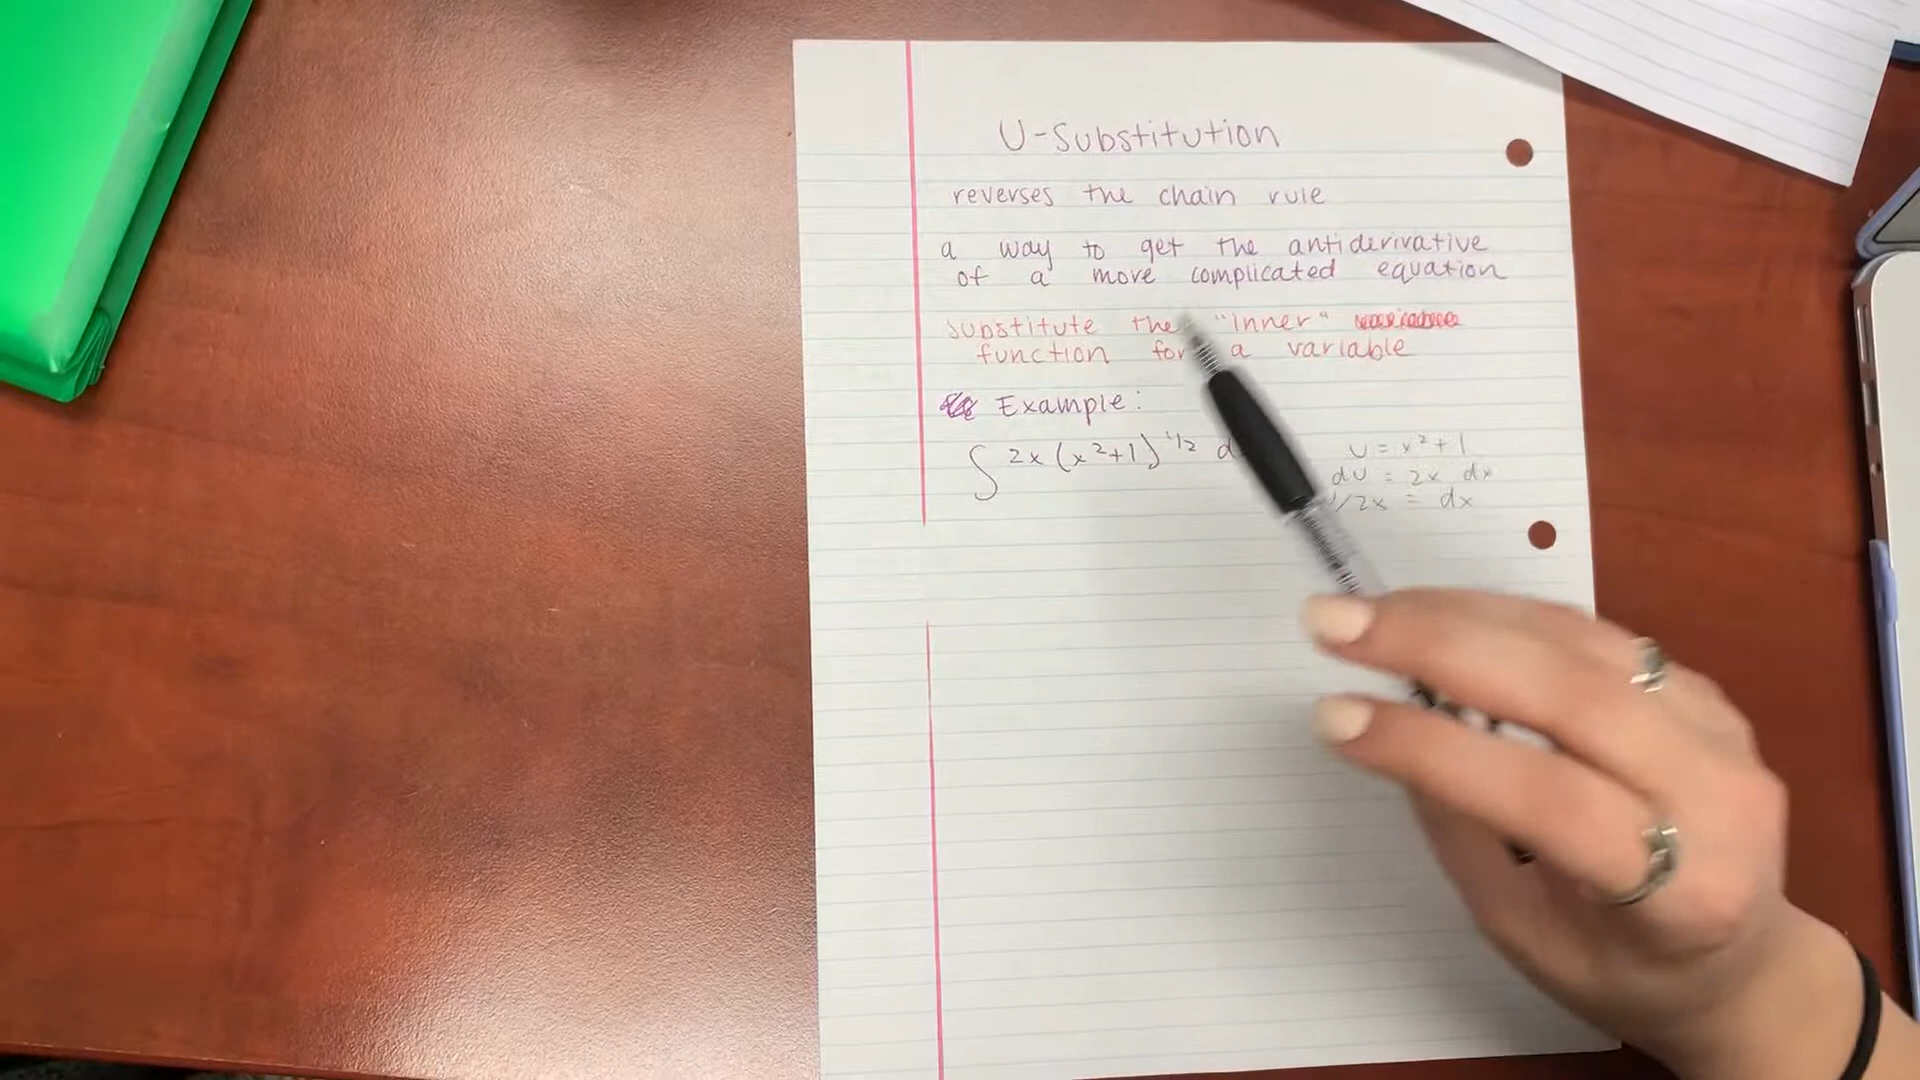 U-Substitution
reverses the chain rule
a way to get the antiderivative
of a more complicated equation
substitute the "inner"
function for a variable
Example:
∫ 2x (x²+1)^1/2 d
u = x²+1
du = 2x dx
/2x = dx